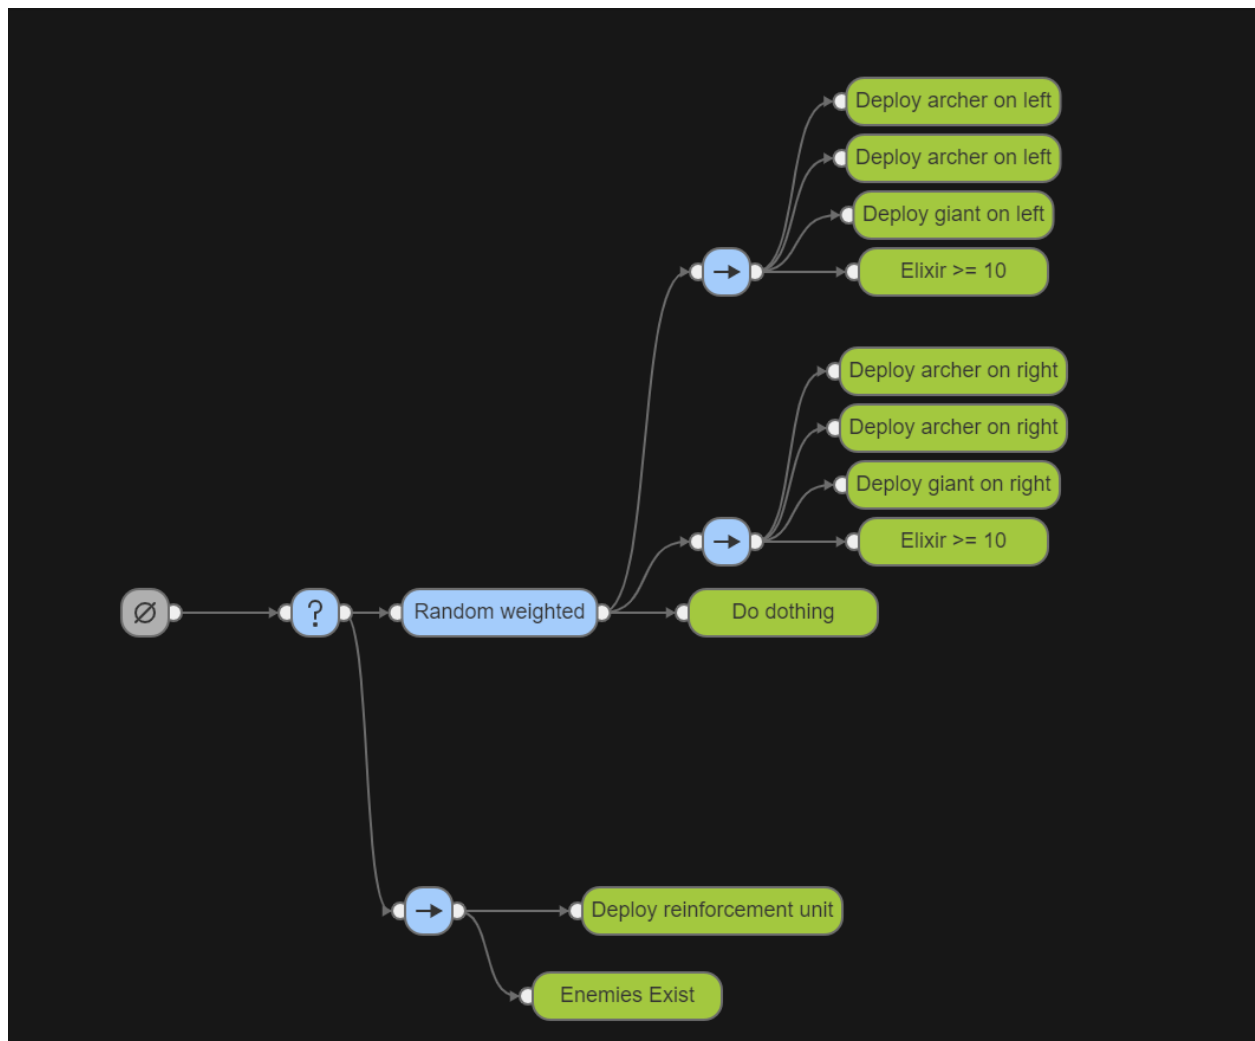 Deploy archer on left
Deploy archer on left
Deploy giant on left
Elixir >= 10
Deploy archer on right
Deploy archer on right
Deploy giant on right
Elixir >= 10
∅
?
Random weighted
Do dothing
Deploy reinforcement unit
Enemies Exist